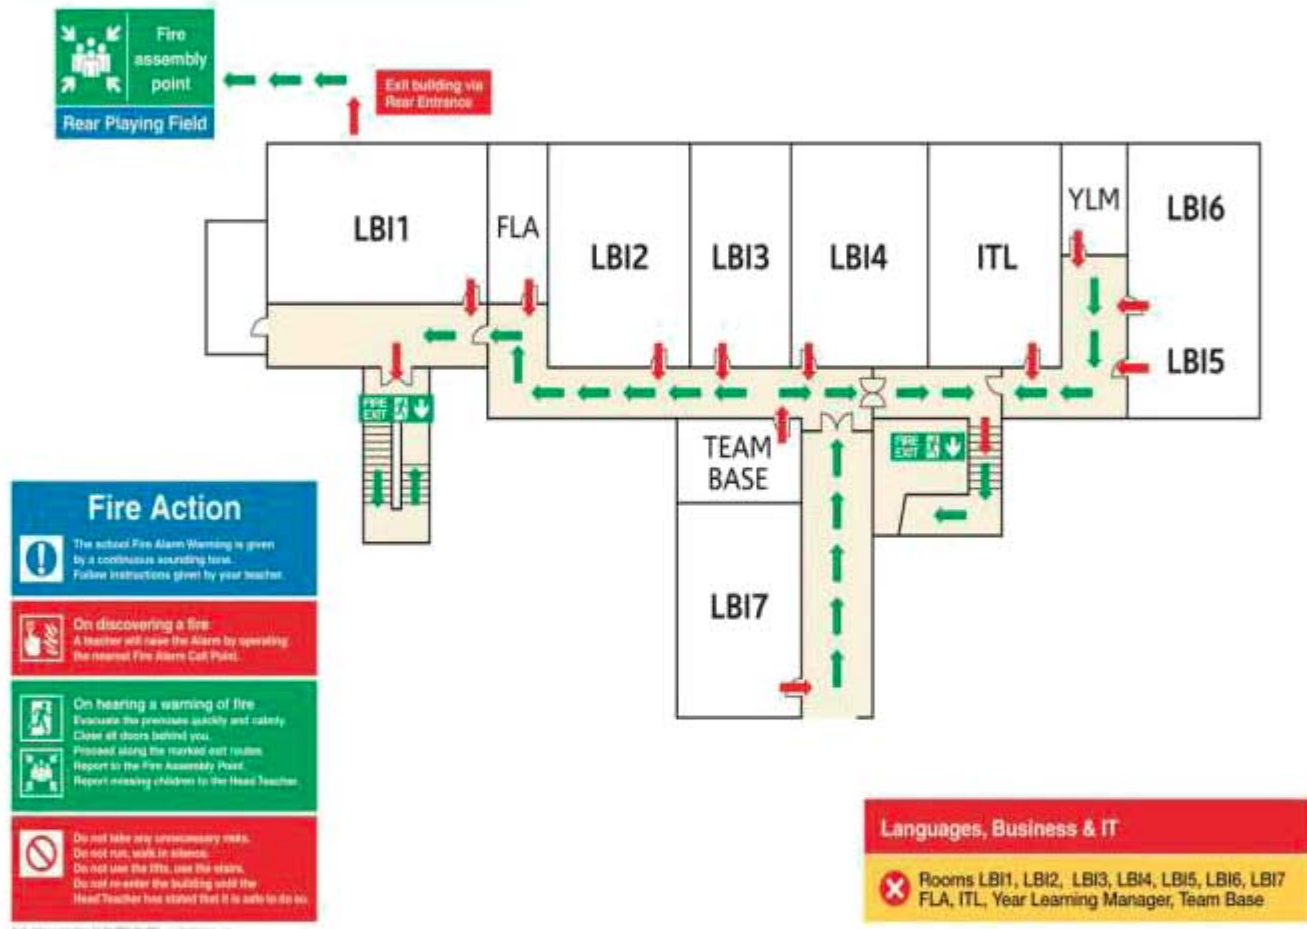 Fire
assembly
point
Rear Playing Field
Exit building via
Rear Entrance
LBI1
FLA
LBI2
LBI3
LBI4
ITL
YLM
LBI6
LBI5
FIRE
EXIT
TEAM
BASE
FIRE
EXIT
LBI7
Fire Action
The school Fire Alarm Warning is given
by a continuous sounding tone.
Follow instructions given by your teacher.
On discovering a fire
A teacher will raise the Alarm by operating
the nearest Fire Alarm Call Point.
On hearing a warning of fire
Evacuate the premises quickly and calmly.
Close all doors behind you.
Proceed along the marked exit routes.
Report to the Fire Assembly Point.
Report missing children to the Head Teacher.
Do not take any unnecessary risks.
Do not run, walk in silence.
Do not use the lifts, use the stairs.
Do not re-enter the building until the
Head Teacher has stated that it is safe to do so.
Languages, Business & IT
Rooms LBI1, LBI2, LBI3, LBI4, LBI5, LBI6, LBI7
FLA, ITL, Year Learning Manager, Team Base